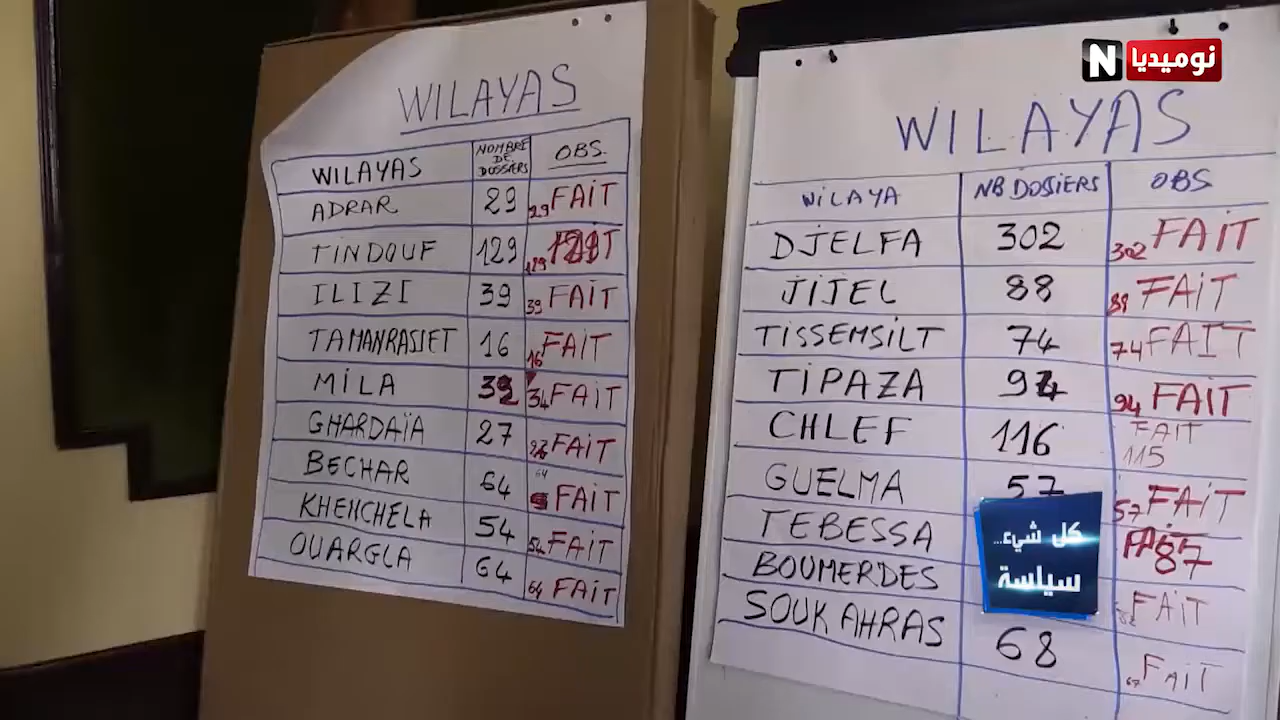 WILAYAS
WILAYAS NOMBRE DE DOSSIERS OBS.
ADRAR 29 29 FAIT
TINDOUF 129 129
ILIZI 39 39 FAIT
TAMANRASSET 16 16 FAIT
MILA 34 FAIT
GHARDAÏA 27 FAIT
BECHAR 64 64 FAIT
KHENCHELA 54 54 FAIT
OUARGLA 64 64 FAIT
نوميديا N
WILAYAS
WILAYA NB DOSSIERS OBS
DJELFA 302 302 FAIT
JIJEL 88 88 FAIT
TISSEMSILT 74 74 FAIT
TIPAZA 94 94 FAIT
CHLEF 116 FAIT 115
GUELMA 57 57 FAIT
TEBESSA 87
BOUMERDES FAIT
SOUK AHRAS 68 FAIT
كل شيء...
سياسة